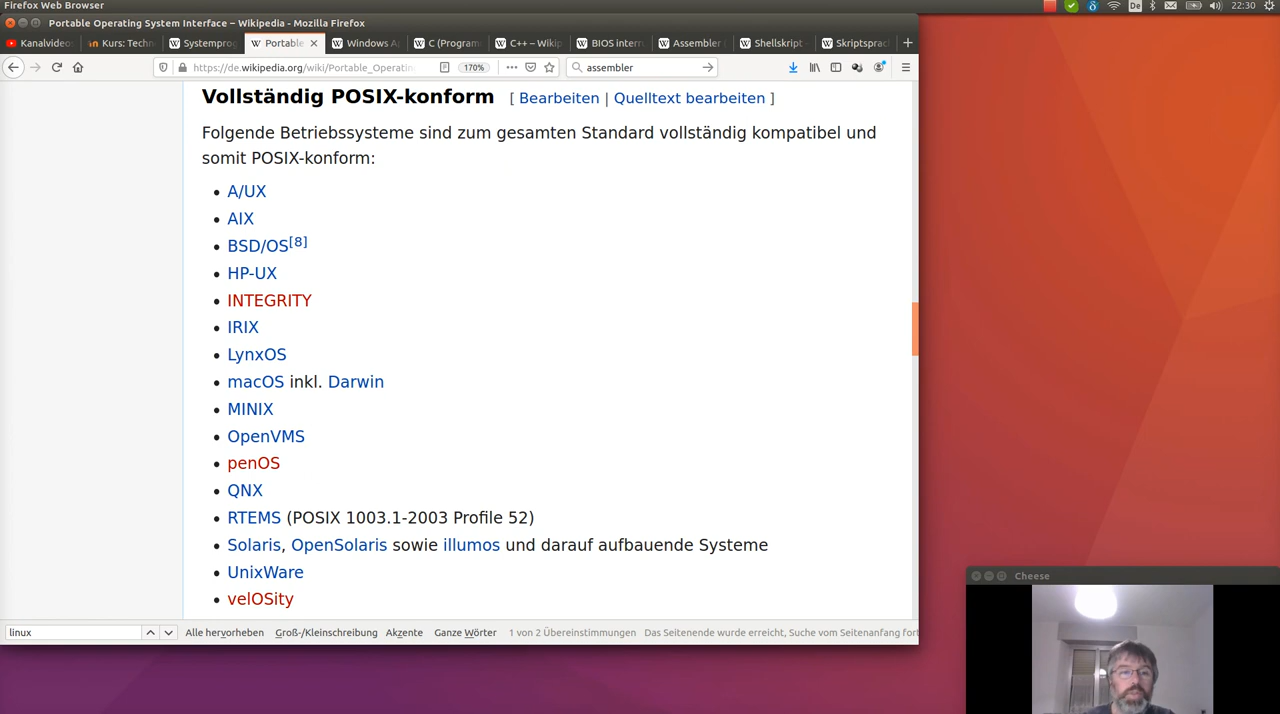 Firefox Web Browser
De
22:30
Portable Operating System Interface – Wikipedia - Mozilla Firefox
Kanalvideo
Kurs: Techn
Systemprog
Portable
Windows A
C (Program
C++ – Wikip
BIOS interru
Assembler
Shellskript
Skriptsprac
https://de.wikipedia.org/wiki/Portable_Operatin
170%
assembler
Vollständig POSIX-konform [ Bearbeiten | Quelltext bearbeiten ]
Folgende Betriebssysteme sind zum gesamten Standard vollständig kompatibel und
somit POSIX-konform:
• A/UX
• AIX
• BSD/OS[8]
• HP-UX
• INTEGRITY
• IRIX
• LynxOS
• macOS inkl. Darwin
• MINIX
• OpenVMS
• penOS
• QNX
• RTEMS (POSIX 1003.1-2003 Profile 52)
• Solaris, OpenSolaris sowie illumos und darauf aufbauende Systeme
• UnixWare
• velOSity
linux
Alle hervorheben
Groß-/Kleinschreibung
Akzente
Ganze Wörter
1 von 2 Übereinstimmungen
Das Seitenende wurde erreicht, Suche vom Seitenanfang fort
Cheese